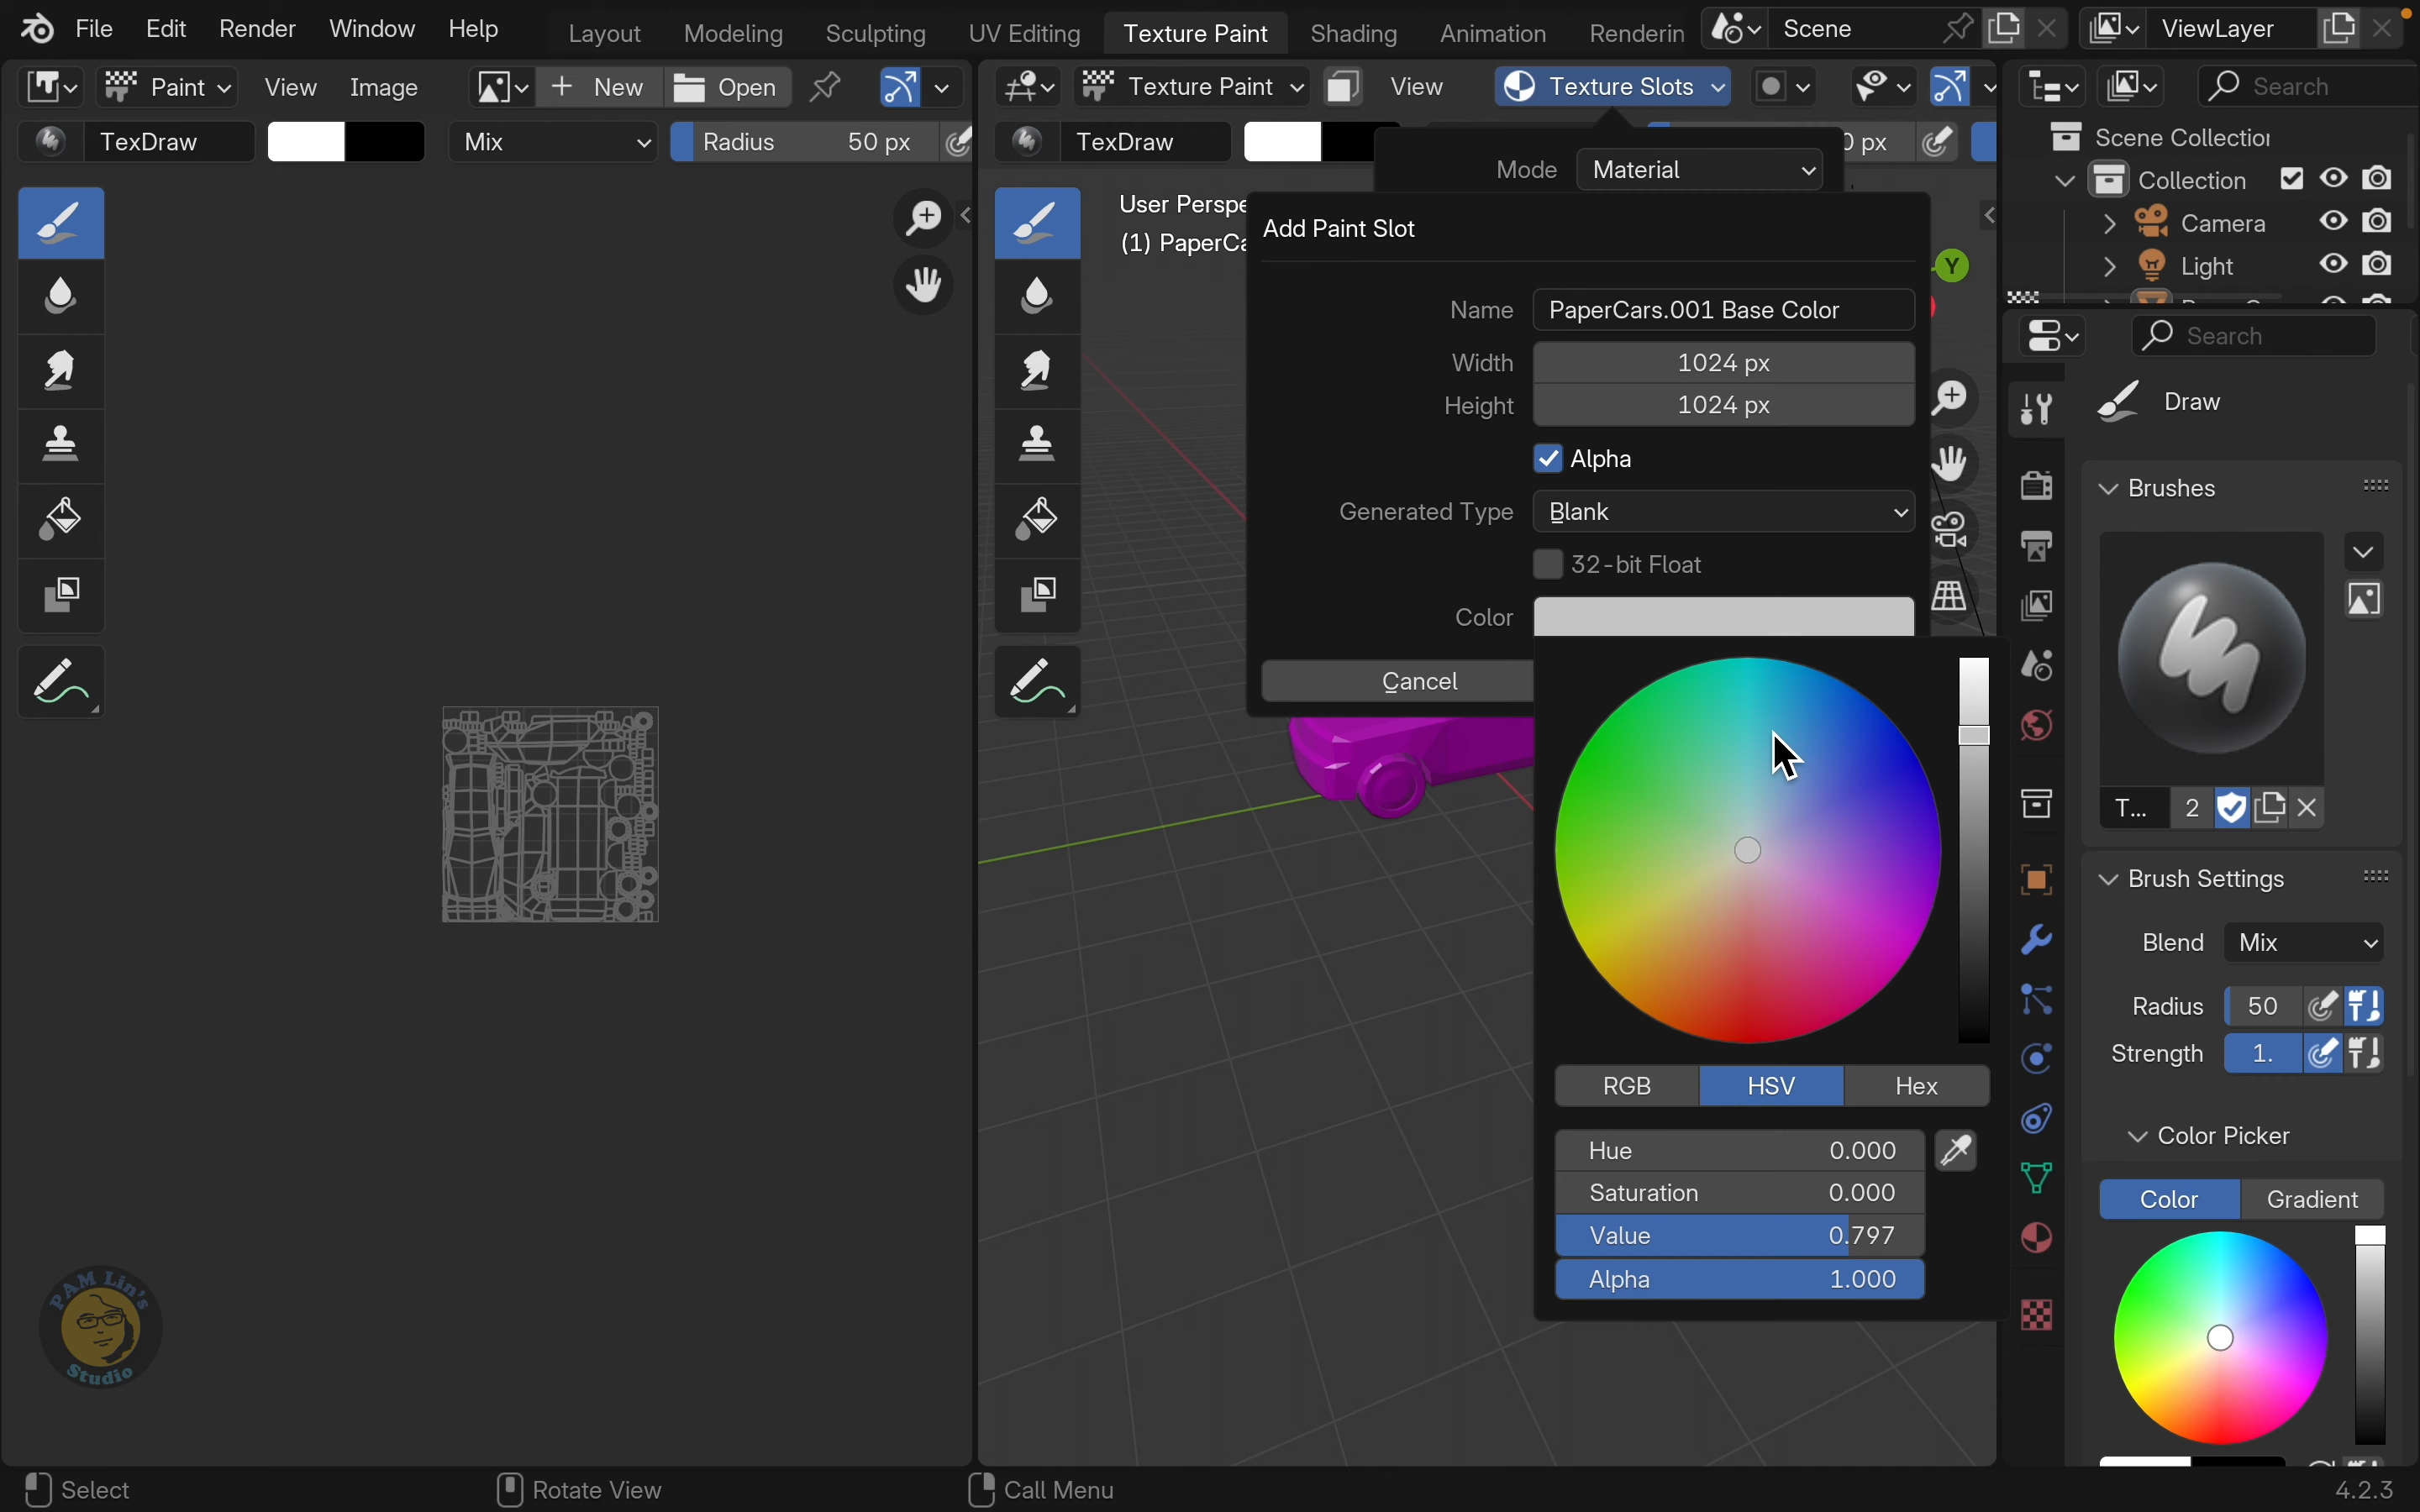 File Edit Render Window Help Layout Modeling Sculpting UV Editing Texture Paint Shading Animation Renderin Scene ViewLayer
Paint View Image New Open Texture Paint View Texture Slots Search
TexDraw Mix Radius 50 px TexDraw 0 px
Mode Material
Scene Collection
Collection
Camera
Light
User Perspe
(1) PaperCa
Add Paint Slot
Name PaperCars.001 Base Color
Width 1024 px
Height 1024 px
Alpha
Generated Type Blank
32-bit Float
Color
Cancel
Y
RGB HSV Hex
Hue 0.000
Saturation 0.000
Value 0.797
Alpha 1.000
Search
Draw
Brushes
T... 2
Brush Settings
Blend Mix
Radius 50
Strength 1.
Color Picker
Color Gradient
PAM Lin's
Studio
Select Rotate View Call Menu 4.2.3